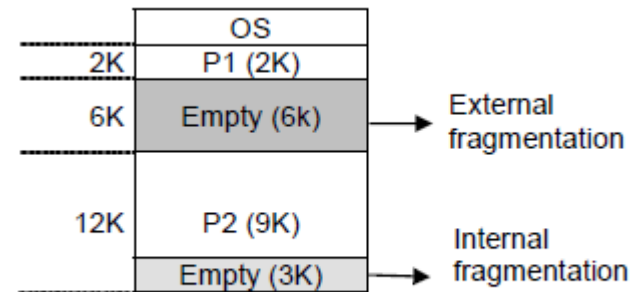 OS
2K P1 (2K)
6K Empty (6k)
External
fragmentation
12K P2 (9K)
Internal
Empty (3K) fragmentation